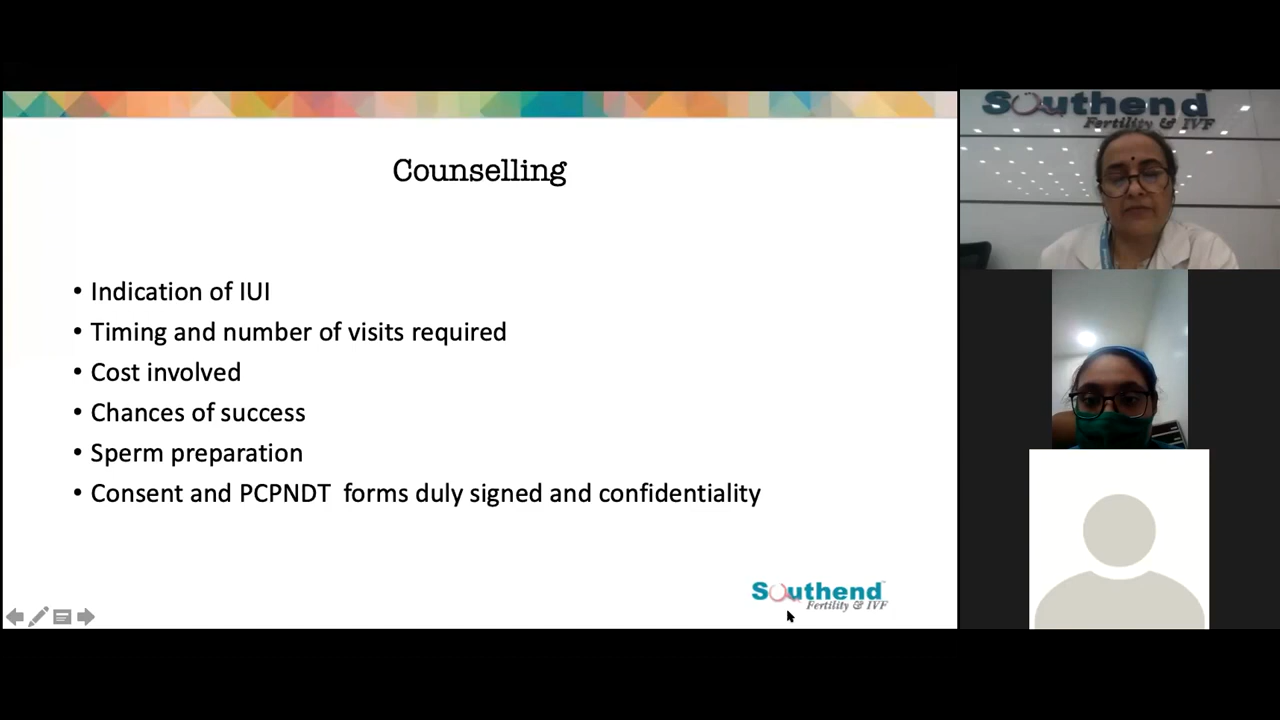 Counselling
• Indication of IUI
• Timing and number of visits required
• Cost involved
• Chances of success
• Sperm preparation
• Consent and PCPNDT forms duly signed and confidentiality
Southend
Fertility & IVF
Southend
Fertility & IVF